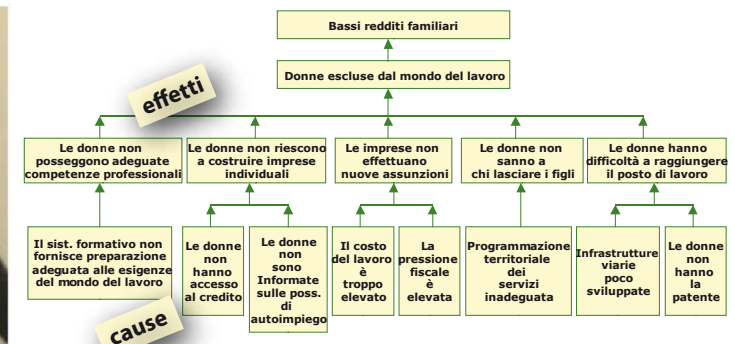 Bassi redditi familiari
Donne escluse dal mondo del lavoro
effetti
Le donne non
posseggono adeguate
competenze professionali
Le donne non riescono
a costruire imprese
individuali
Le imprese non
effettuano
nuove assunzioni
Le donne non
sanno a
chi lasciare i figli
Le donne hanno
difficoltà a raggiungere
il posto di lavoro
Il sist. formativo non
fornisce preparazione
adeguata alle esigenze
del mondo del lavoro
Le donne
non
hanno
accesso
al credito
Le donne
non
sono
Informate
sulle poss.
di
autoimpiego
Il costo
del lavoro
è
troppo
elevato
La
pressione
fiscale
è
elevata
Programmazione
territoriale
dei
servizi
inadeguata
Infrastrutture
viarie
poco
sviluppate
Le donne
non
hanno
la
patente
cause